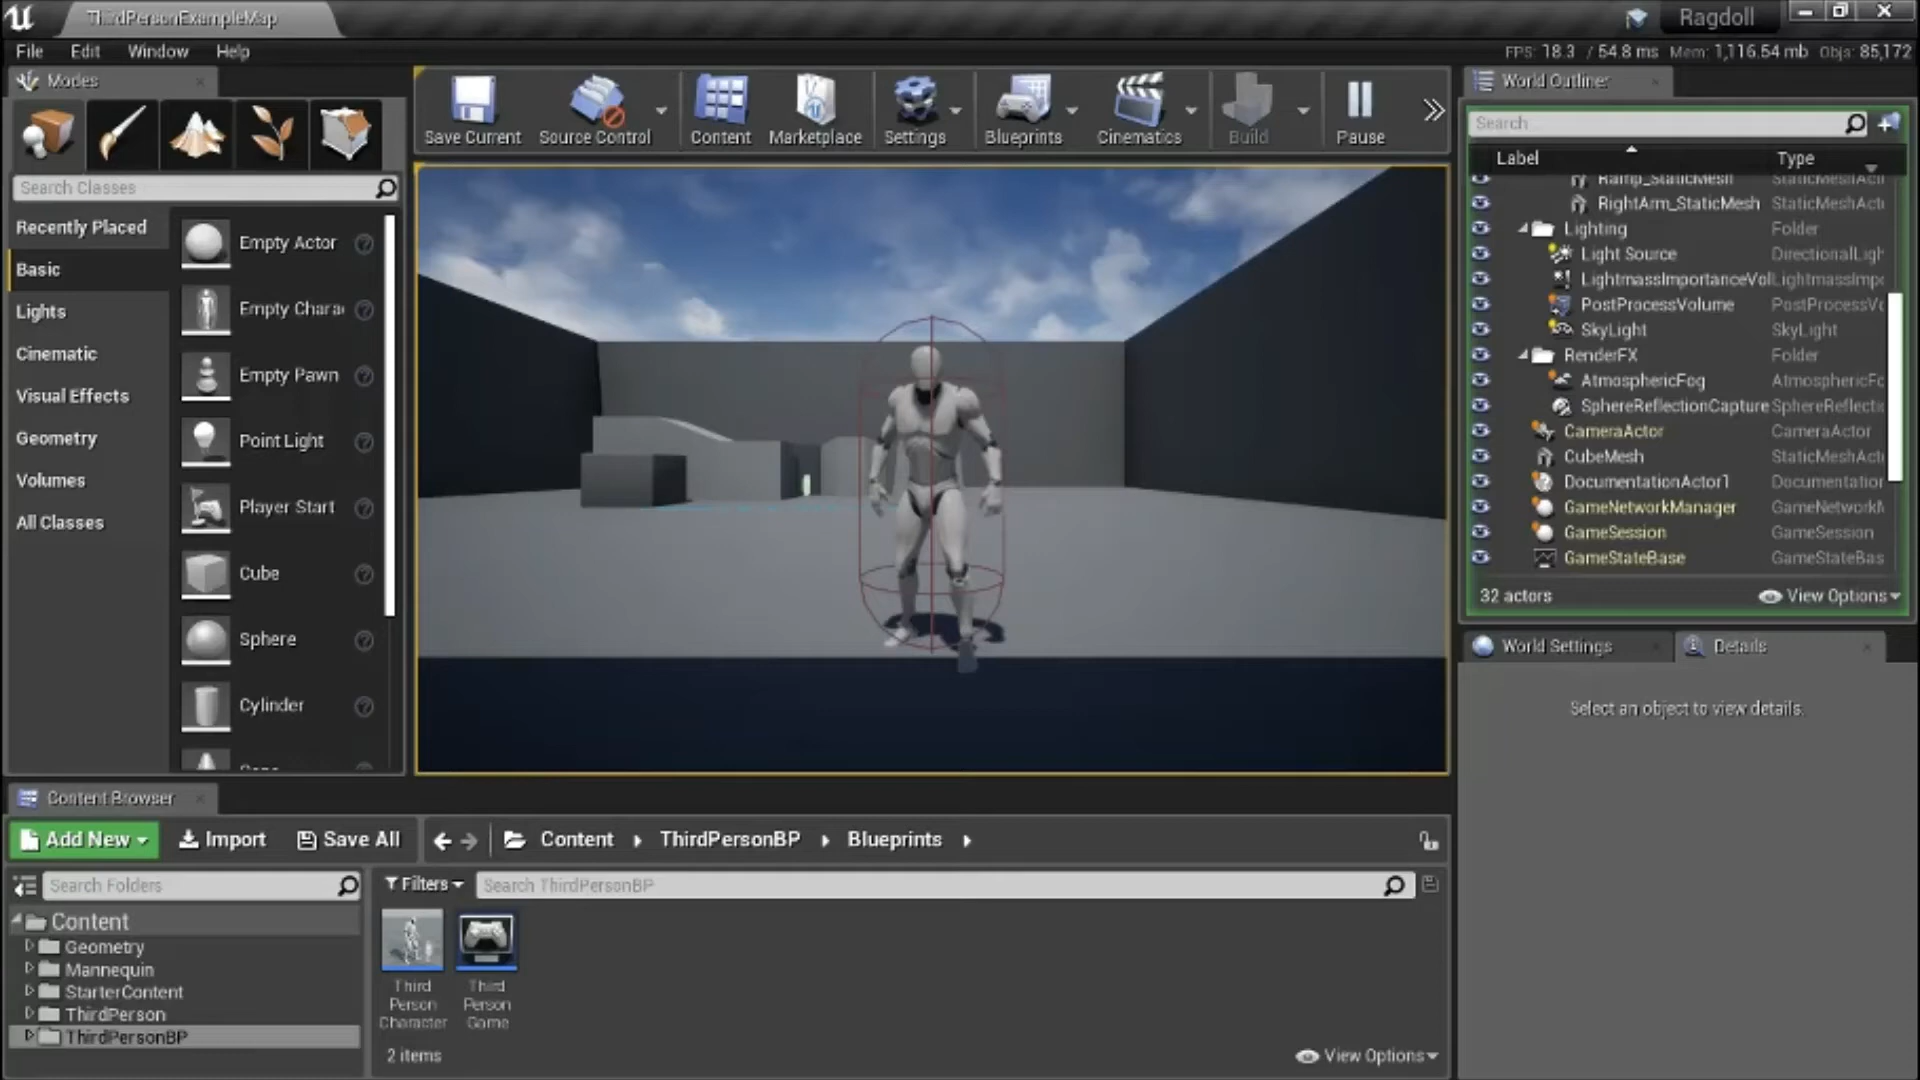 ThirdPersonExampleMap
Ragdoll
File Edit Window Help
FPS: 18.3 / 54.8 ms Mem: 1,116.54 mb Objs: 85,172
Modes
Save Current
Source Control
Content
Marketplace
Settings
Blueprints
Cinematics
Build
Pause
Search Classes
Recently Placed
Basic
Lights
Cinematic
Visual Effects
Geometry
Volumes
All Classes
Empty Actor
Empty Chara
Empty Pawn
Point Light
Player Start
Cube
Sphere
Cylinder
World Outliner
Search
Label Type
Ramp_StaticMesh StaticMeshActi
RightArm_StaticMesh StaticMeshActi
Lighting Folder
Light Source DirectionalLigh
LightmassImportanceVol LightmassImpo
PostProcessVolume PostProcessVo
SkyLight SkyLight
RenderFX Folder
AtmosphericFog AtmosphericFo
SphereReflectionCapture SphereReflecti
CameraActor CameraActor
CubeMesh StaticMeshActi
DocumentationActor1 Documentation
GameNetworkManager GameNetworkM
GameSession GameSession
GameStateBase GameStateBas
32 actors View Options
World Settings
Details
Select an object to view details.
Content Browser
Add New Import Save All Content ThirdPersonBP Blueprints
Search Folders
Filters Search ThirdPersonBP
Content
Geometry
Mannequin
StarterContent
ThirdPerson
ThirdPersonBP
Third Person Character
Third Person Game
2 items View Options